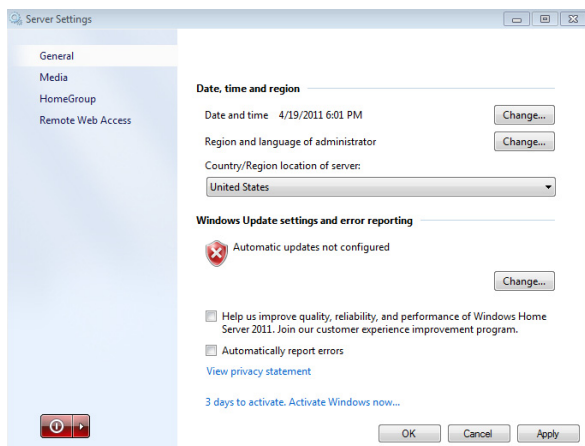 Server Settings
General
Media
HomeGroup
Remote Web Access
Date, time and region
Date and time 4/19/2011 6:01 PM
Change...
Region and language of administrator
Change...
Country/Region location of server:
United States
Windows Update settings and error reporting
Automatic updates not configured
Change...
Help us improve quality, reliability, and performance of Windows Home
Server 2011. Join our customer experience improvement program.
Automatically report errors
View privacy statement
3 days to activate. Activate Windows now...
OK
Cancel
Apply